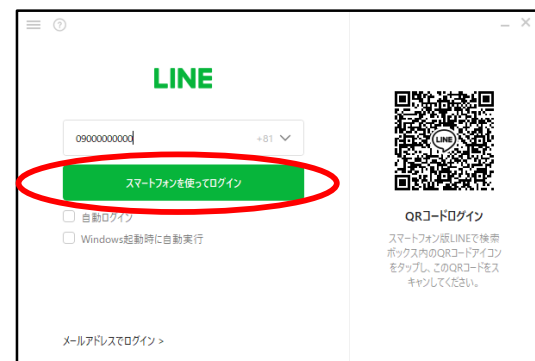 LINE
09000000000
+81
スマートフォンを使ってログイン
自動ログイン
Windows起動時に自動実行
メールアドレスでログイン >
LINE
QRコードログイン
スマートフォン版LINEで検索
ボックス内のQRコードアイコン
をタップし、このQRコードをス
キャンしてください。